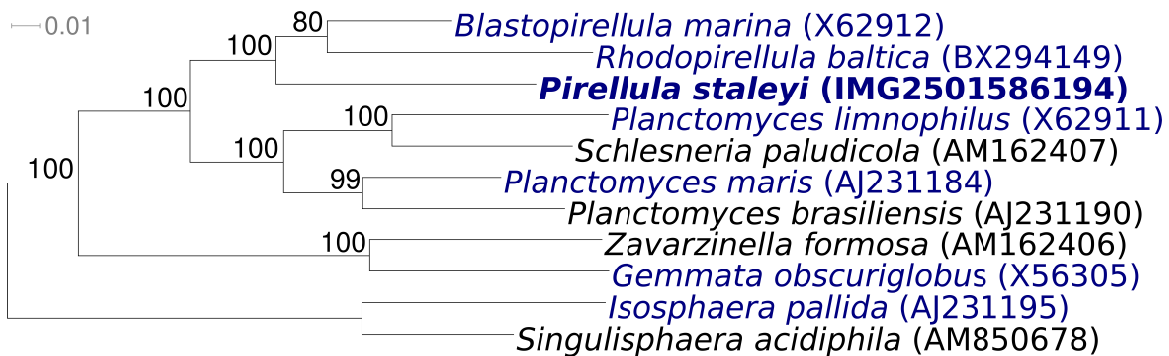 0.01
80
Blastopirellula marina (X62912)
100
Rhodopirellula baltica (BX294149)
Pirellula staleyi (IMG2501586194)
100
100
Planctomyces limnophilus (X62911)
100
Schlesneria paludicola (AM162407)
100
99
Planctomyces maris (AJ231184)
Planctomyces brasiliensis (AJ231190)
100
Zavarzinella formosa (AM162406)
Gemmata obscuriglobus (X56305)
Isosphaera pallida (AJ231195)
Singulisphaera acidiphila (AM850678)